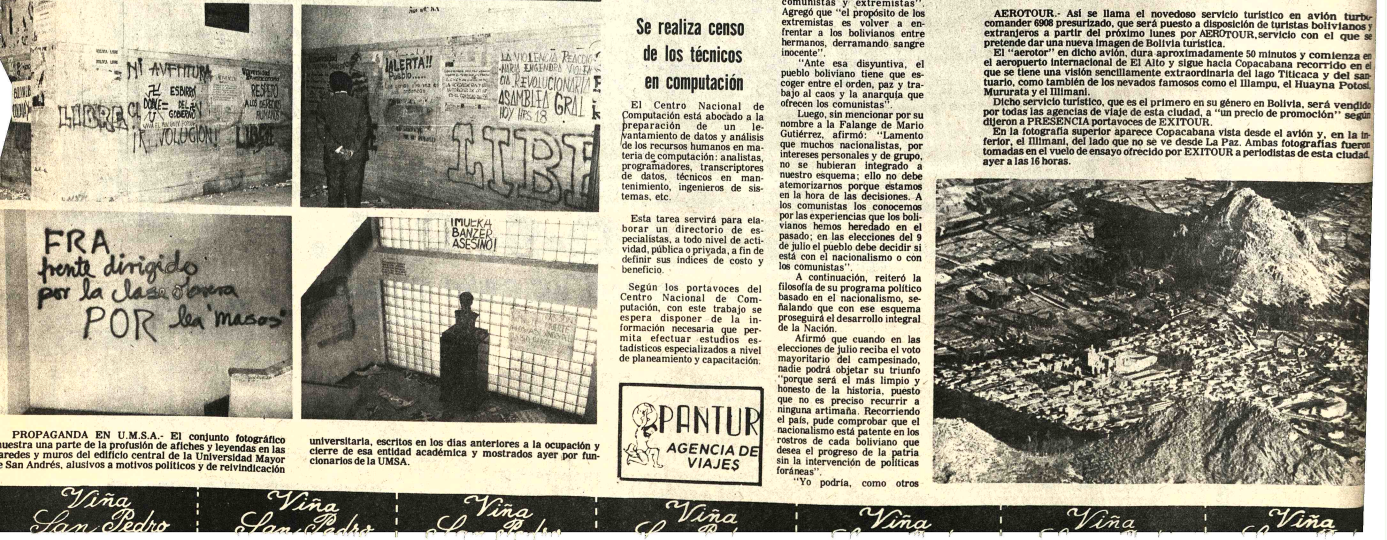 NI AVENTURA
LIBRE
ESBIRROS
DEL
GOBIERNO
RESPETO
A LOS DERECHOS
HUMANOS
NI REVOLUCION
LIBRE
¡ALERTA!!
LA VIOLENCIA REACCIO
NARIA ENGENDRA VIOLEN
CIA REVOLUCIONARIA
ASAMBLEA GRAL
HOY HRS 18
LIBR
FRA
frente dirigido
por la clase obrera
POR
lea "masas"
¡MUERA
BANZER
ASESINO!
PROPAGANDA EN U.M.S.A.- El conjunto fotográfico
muestra una parte de la profusión de afiches y leyendas en las
paredes y muros del edificio central de la Universidad Mayor
de San Andrés, alusivos a motivos políticos y de reivindicación
universitaria, escritos en los días anteriores a la ocupación y
cierre de esa entidad académica y mostrados ayer por fun-
cionarios de la UMSA.
Se realiza censo
de los técnicos
en computación
El Centro Nacional de
Computación está abocado a la
preparación de un le-
vantamiento de datos y análisis
de los recursos humanos en ma-
teria de computación: analistas,
programadores, transcriptores
de datos, técnicos en man-
tenimiento, ingenieros de sis-
temas, etc.
Esta tarea servirá para ela-
borar un directorio de es-
pecialistas, a todo nivel de acti-
vidad, pública o privada, a fin de
definir sus índices de costo y
beneficio.
Según los portavoces del
Centro Nacional de Com-
putación, con este trabajo se
espera disponer de la in-
formación necesaria que per-
mita efectuar estudios es-
tadísticos especializados a nivel
de planeamiento y capacitación.
PANTUR
AGENCIA DE
VIAJES
comunistas y extremistas".
Agregó que "el propósito de los
extremistas es volver a en-
frentar a los bolivianos entre
hermanos, derramando sangre
inocente".
"Ante esa disyuntiva, el
pueblo boliviano tiene que es-
coger entre el orden, paz y tra-
bajo al caos y la anarquía que
ofrecen los comunistas".
Luego, sin mencionar por su
nombre a la Falange de Mario
Gutiérrez, afirmó: "Lamento
que muchos nacionalistas, por
intereses personales y de grupo,
no se hubieran integrado a
nuestro esquema; ello no debe
atemorizarnos porque estamos
en la hora de las decisiones. A
los comunistas los conocemos
por las experiencias que los boli-
vianos hemos heredado en el
pasado; en las elecciones del 9
de julio el pueblo debe decidir si
está con el nacionalismo o con
los comunistas".
A continuación, reiteró la
filosofía de su programa político
basado en el nacionalismo, se-
ñalando que con ese esquema
proseguirá el desarrollo integral
de la Nación.
Afirmó que cuando en las
elecciones de julio reciba el voto
mayoritario del campesinado,
nadie podrá objetar su triunfo
"porque será el más limpio y
honesto de la historia, puesto
que no es preciso recurrir a
ninguna artimaña. Recorriendo
el país, pude comprobar que el
nacionalismo está patente en los
rostros de cada boliviano que
desea el progreso de la patria
sin la intervención de políticas
foráneas".
"Yo podría, como otros
AEROTOUR.- Así se llama el novedoso servicio turístico en avión turbo-
comander 6908 presurizado, que será puesto a disposición de turistas bolivianos y
extranjeros a partir del próximo lunes por AEROTOUR, servicio con el que se
pretende dar una nueva imagen de Bolivia turística.
El "aerotor" en dicho avión, dura aproximadamente 50 minutos y comienza en
el aeropuerto internacional de El Alto y sigue hacia Copacabana recorrido en el
que se tiene una visión sencillamente extraordinaria del lago Titicaca y del san-
tuario, como también de los nevados famosos como el Illampu, el Huayna Potosí,
Mururata y el Illimani.
Dicho servicio turístico, que es el primero en su género en Bolivia, será vendido
por todas las agencias de viaje de esta ciudad, a "un precio de promoción" según
dijeron a PRESENCIA portavoces de EXITOUR.
En la fotografía superior aparece Copacabana vista desde el avión y, en la in-
ferior, el Illimani, del lado que no se ve desde La Paz. Ambas fotografías fueron
tomadas en el vuelo de ensayo ofrecido por EXITOUR a periodistas de esta ciudad,
ayer a las 16 horas.
Viña Viña Viña Viña Viña Viña Viña
San Pedro San Pedro San Pedro San Pedro San Pedro San Pedro San Pedro